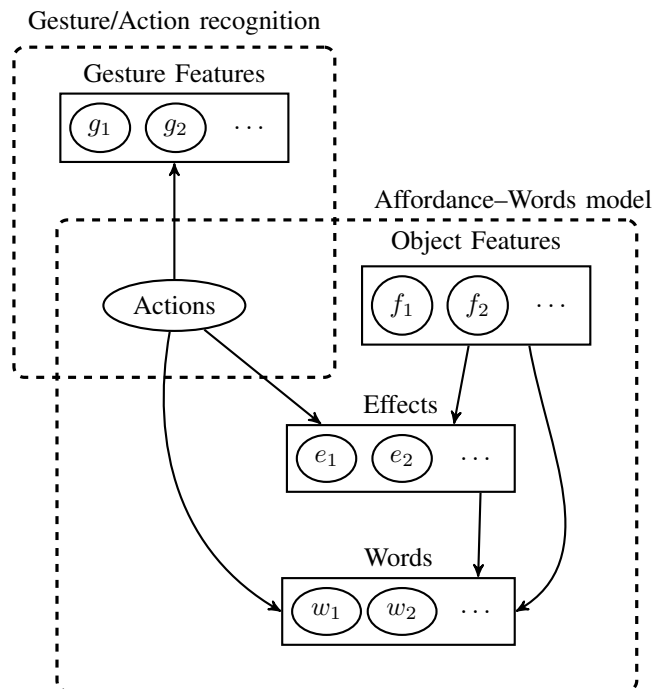 Gesture/Action recognition
Gesture Features
g1 g2 ···
Affordance–Words model
Object Features
Actions
f1 f2 ···
Effects
e1 e2 ···
Words
w1 w2 ···